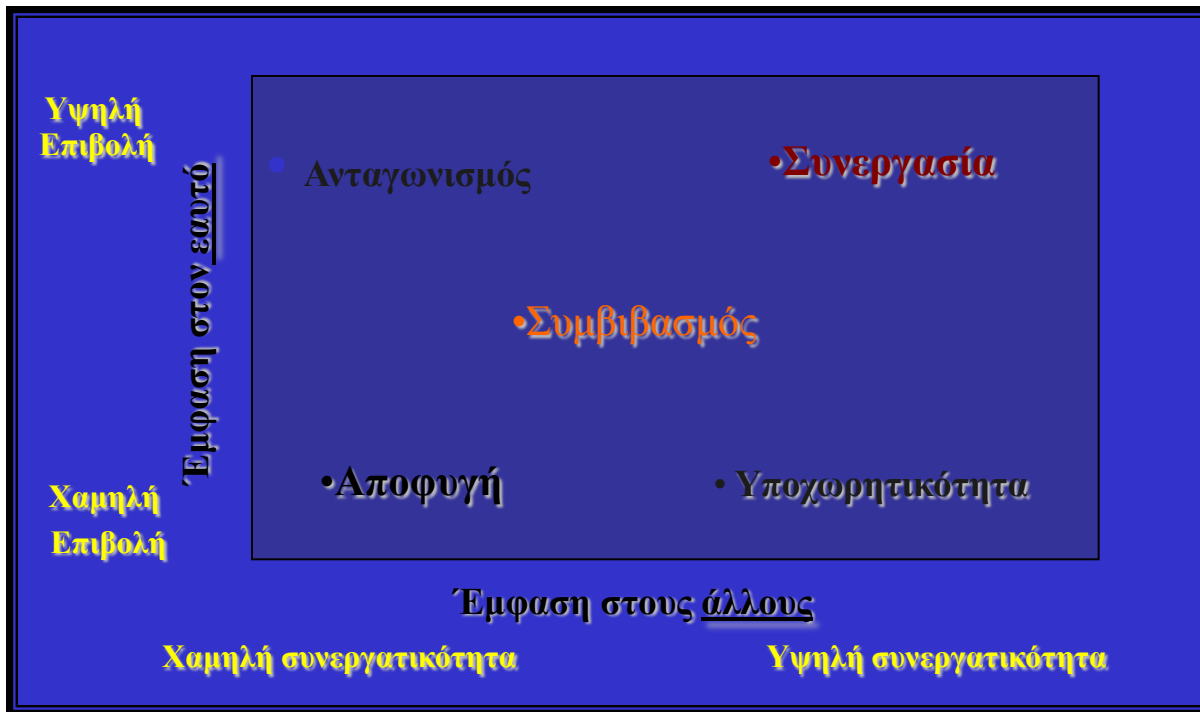 Υψηλή
Επιβολή
Έμφαση στον εαυτό
• Ανταγωνισμός
•Συνεργασία
•Συμβιβασμός
•Αποφυγή
• Υποχωρητικότητα
Χαμηλή
Επιβολή
Έμφαση στους άλλους
Χαμηλή συνεργατικότητα
Υψηλή συνεργατικότητα